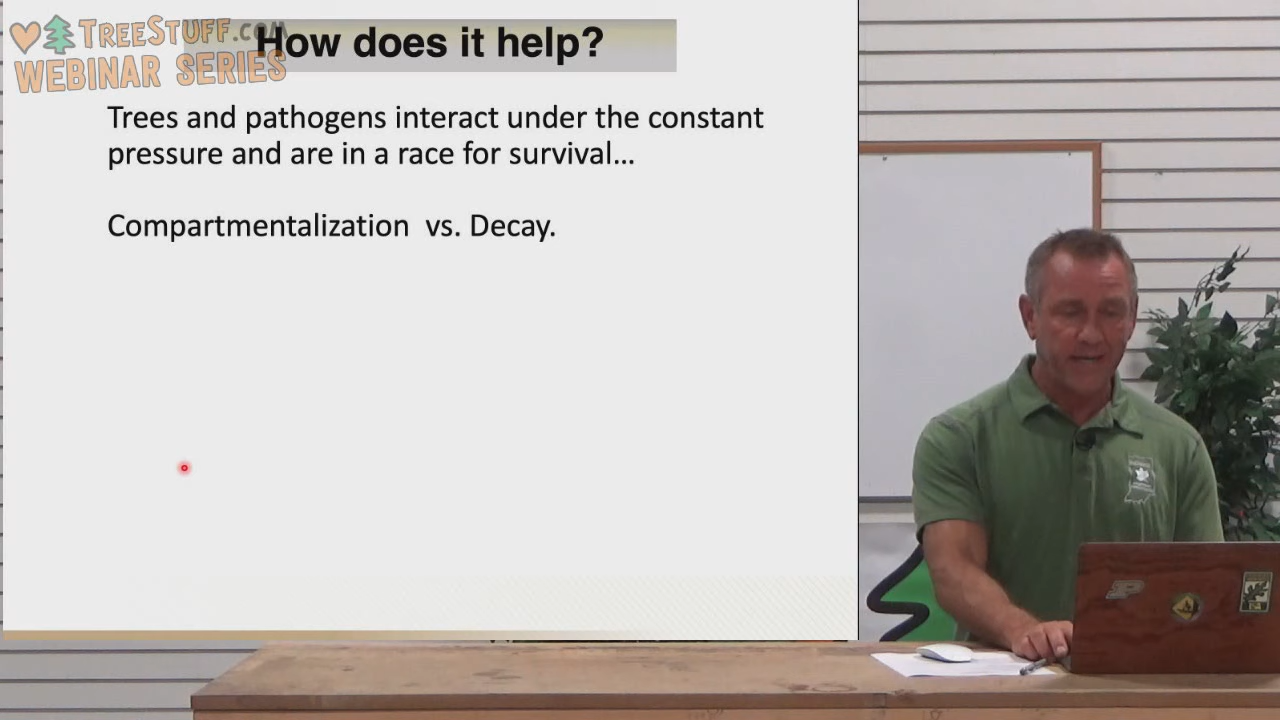 TREESTUFF.COM
WEBINAR SERIES
How does it help?
Trees and pathogens interact under the constant
pressure and are in a race for survival...
Compartmentalization vs. Decay.
P